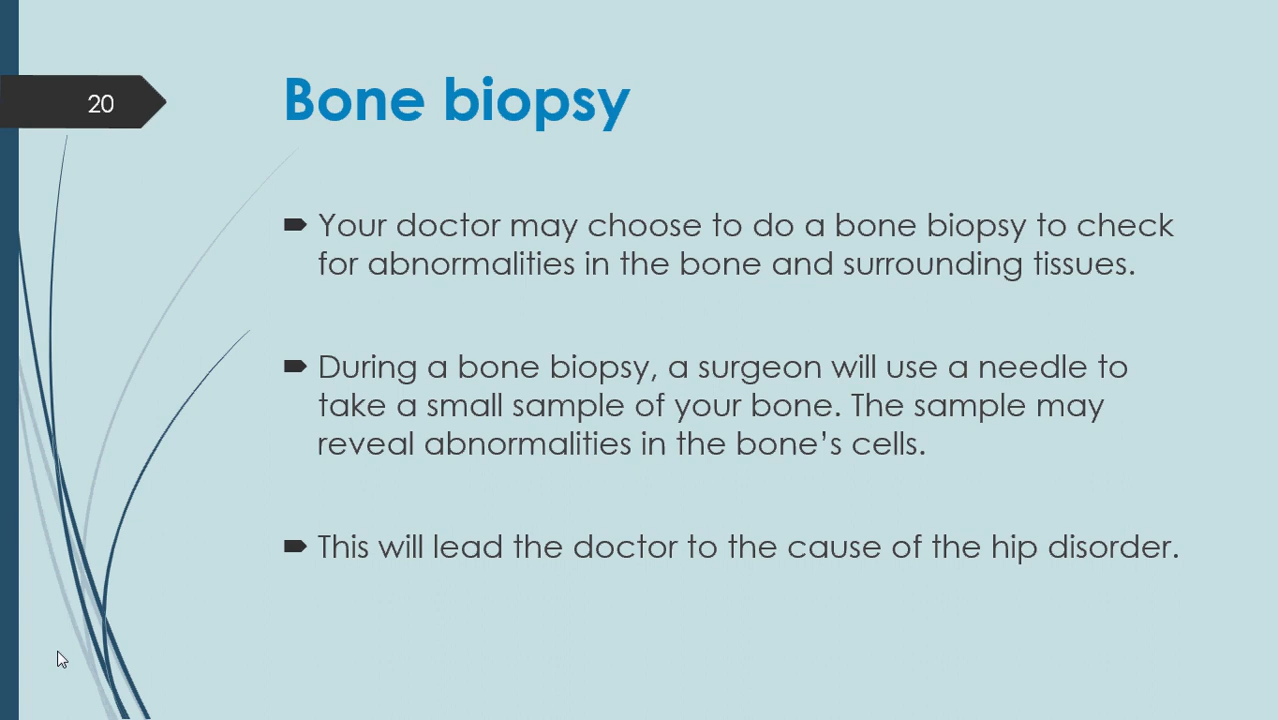 20
Bone biopsy
Your doctor may choose to do a bone biopsy to check
for abnormalities in the bone and surrounding tissues.
During a bone biopsy, a surgeon will use a needle to
take a small sample of your bone. The sample may
reveal abnormalities in the bone’s cells.
This will lead the doctor to the cause of the hip disorder.